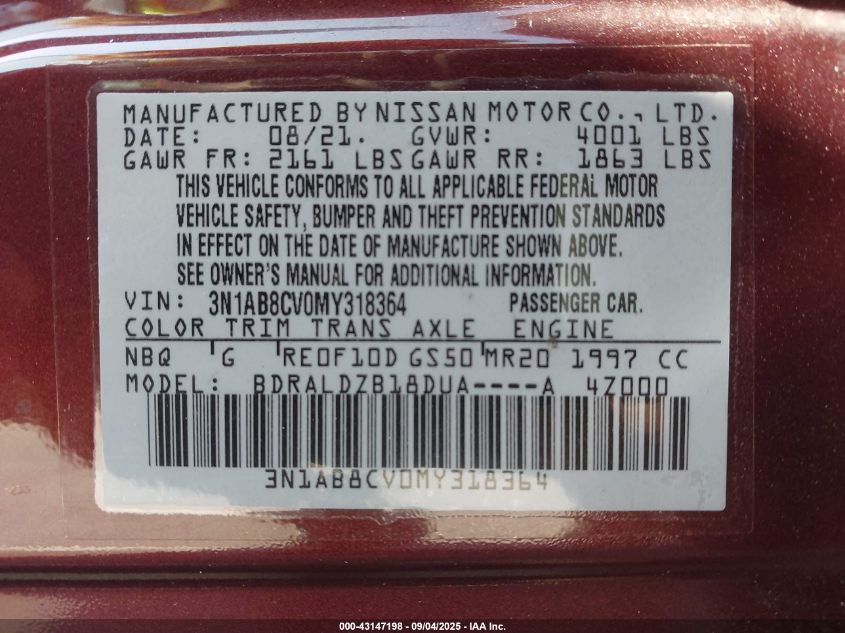 MANUFACTURED BY NISSAN MOTOR CO., LTD.
DATE: 08/21. GVWR: 4001 LBS
GAWR FR: 2161 LBS GAWR RR: 1863 LBS
THIS VEHICLE CONFORMS TO ALL APPLICABLE FEDERAL MOTOR
VEHICLE SAFETY, BUMPER AND THEFT PREVENTION STANDARDS
IN EFFECT ON THE DATE OF MANUFACTURE SHOWN ABOVE.
SEE OWNER'S MANUAL FOR ADDITIONAL INFORMATION.
VIN: 3N1AB8CV0MY318364 PASSENGER CAR.
COLOR TRIM TRANS AXLE ENGINE
NBQ G RE0F10D GS50 MR20 1997 CC
MODEL: BDRALDZB18DUA----A 4Z000
3N1AB8CV0MY318364
000-43147198 - 09/04/2025 - IAA Inc.